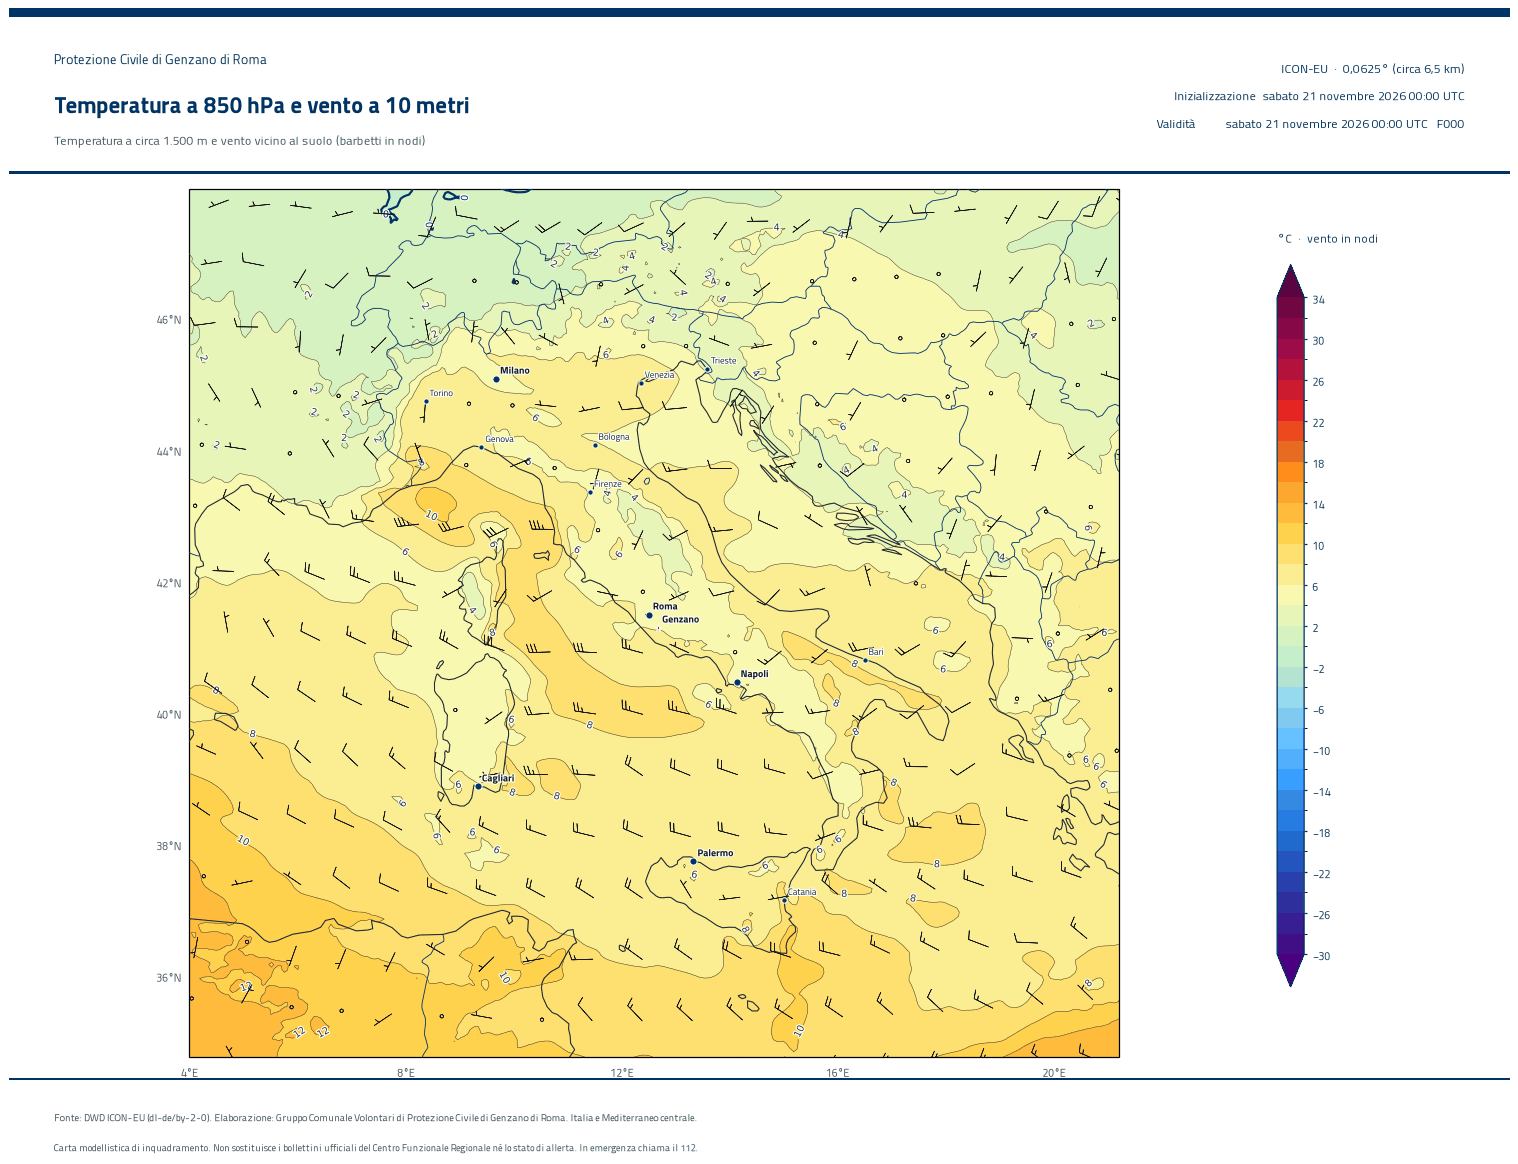 Protezione Civile di Genzano di Roma
Temperatura a 850 hPa e vento a 10 metri
Temperatura a circa 1.500 m e vento vicino al suolo (barbetti in nodi)
ICON-EU · 0,0625° (circa 6,5 km)
Inizializzazione sabato 21 novembre 2026 00:00 UTC
Validità sabato 21 novembre 2026 00:00 UTC F000
°C · vento in nodi
34
30
26
22
18
14
10
6
2
−2
−6
−10
−14
−18
−22
−26
−30
46°N
44°N
42°N
40°N
38°N
36°N
4°E
8°E
12°E
16°E
20°E
Trieste
Milano
Venezia
Torino
Genova
Bologna
Firenze
Roma
Genzano
Bari
Napoli
Cagliari
Palermo
Catania
Fonte: DWD ICON-EU (dl-de/by-2-0). Elaborazione: Gruppo Comunale Volontari di Protezione Civile di Genzano di Roma. Italia e Mediterraneo centrale.
Carta modellistica di inquadramento. Non sostituisce i bollettini ufficiali del Centro Funzionale Regionale né lo stato di allerta. In emergenza chiama il 112.